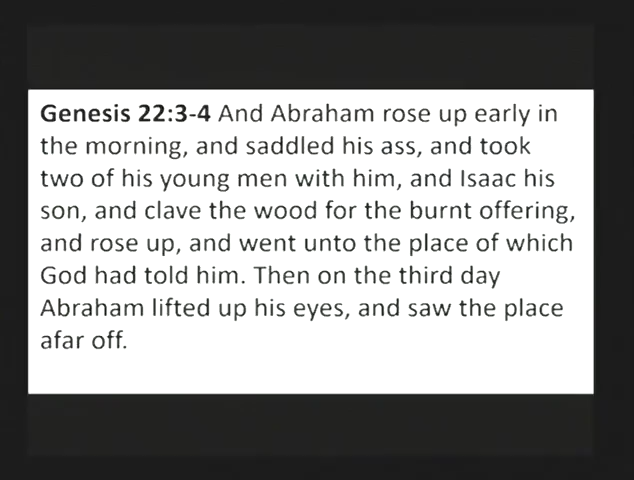 Genesis 22:3-4 And Abraham rose up early in
the morning, and saddled his ass, and took
two of his young men with him, and Isaac his
son, and clave the wood for the burnt offering,
and rose up, and went unto the place of which
God had told him. Then on the third day
Abraham lifted up his eyes, and saw the place
afar off.